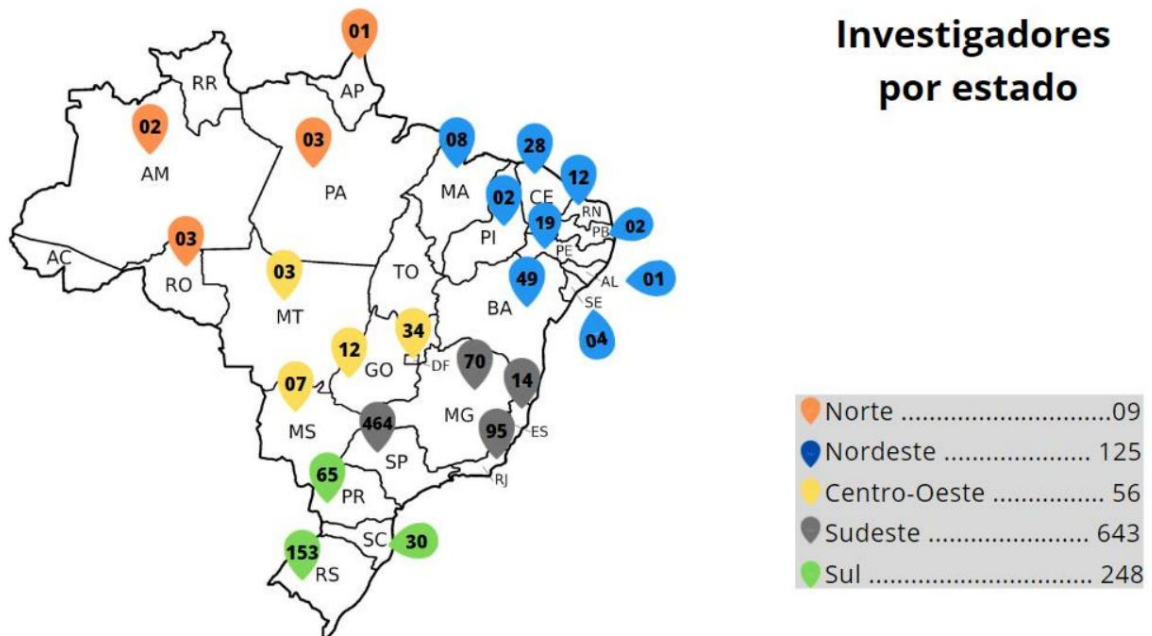 Investigadores
por estado
01
RR
AP
02
03
08
28
AM
PA
MA
CE
12
02
RN
19
02
PI
PB
PE
03
AC
RO
TO
03
49
AL
01
MT
BA
SE
34
04
12
DF
GO
70
14
07
MG
464
95
ES
MS
SP
RJ
65
PR
SC
30
153
RS
Norte ...............................09
Nordeste ..................... 125
Centro-Oeste ................ 56
Sudeste ....................... 643
Sul ................................. 248